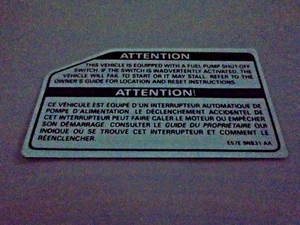 ATTENTION
THIS VEHICLE IS EQUIPPED WITH A FUEL PUMP SHUT-OFF
SWITCH. IF THE SWITCH IS INADVERTENTLY ACTIVATED, THE
VEHICLE WILL FAIL TO START OR IT MAY STALL. REFER TO THE
OWNER'S GUIDE FOR LOCATION AND RESET INSTRUCTIONS.
ATTENTION!
CE VÉHICULE EST ÉQUIPÉ D'UN INTERRUPTEUR AUTOMATIQUE DE
POMPE D'ALIMENTATION. LE DÉCLENCHEMENT ACCIDENTEL DE
CET INTERRUPTEUR PEUT FAIRE CALER LE MOTEUR OU EMPÊCHER
SON DÉMARRAGE. CONSULTER LE GUIDE DU PROPRIÉTAIRE QUI
INDIQUE OÙ SE TROUVE CET INTERRUPTEUR ET COMMENT LE
RÉENCLENCHER.
E57E 9N831-AA